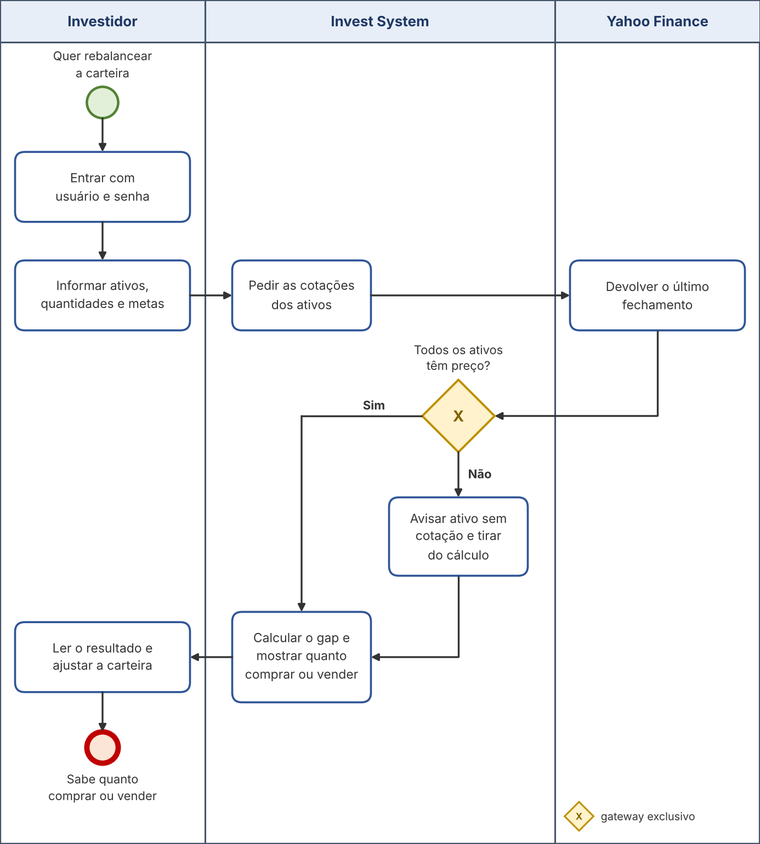 Investidor
Invest System
Yahoo Finance
Quer rebalancear
a carteira
Entrar com
usuário e senha
Informar ativos,
quantidades e metas
Pedir as cotações
dos ativos
Devolver o último
fechamento
Todos os ativos
têm preço?
X
Sim
Não
Avisar ativo sem
cotação e tirar
do cálculo
Calcular o gap e
mostrar quanto
comprar ou vender
Ler o resultado e
ajustar a carteira
Sabe quanto
comprar ou vender
X gateway exclusivo